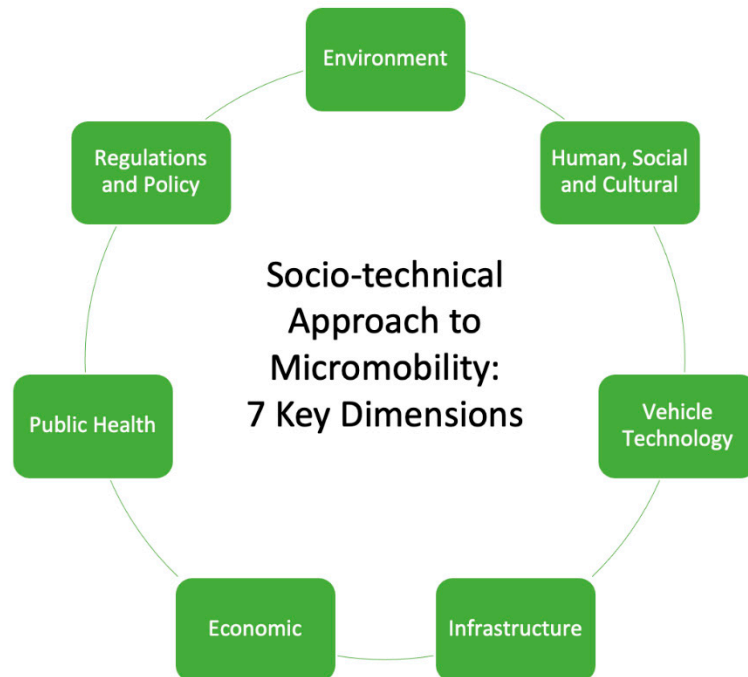 Environment
Regulations
and Policy
Human, Social
and Cultural
Socio-technical
Approach to
Micromobility:
7 Key Dimensions
Public Health
Vehicle
Technology
Economic
Infrastructure